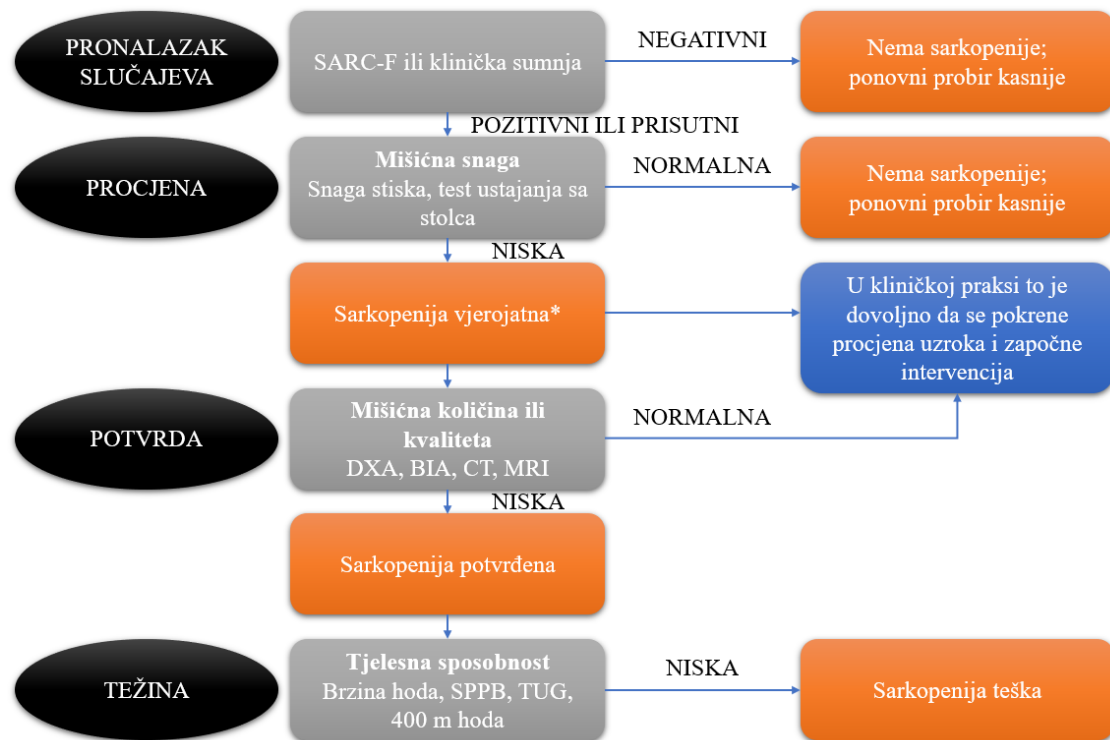 PRONALAZAK
SLUČAJEVA
SARC-F ili klinička sumnja
NEGATIVNI
Nema sarkopenije;
ponovni probir kasnije
POZITIVNI ILI PRISUTNI
PROCJENA
Mišićna snaga
Snaga stiska, test ustajanja sa
stolca
NORMALNA
Nema sarkopenije;
ponovni probir kasnije
NISKA
Sarkopenija vjerojatna*
U kliničkoj praksi to je
dovoljno da se pokrene
procjena uzroka i započne
intervencija
POTVRDA
Mišićna količina ili
kvaliteta
DXA, BIA, CT, MRI
NORMALNA
NISKA
Sarkopenija potvrđena
TEŽINA
Tjelesna sposobnost
Brzina hoda, SPPB, TUG,
400 m hoda
NISKA
Sarkopenija teška